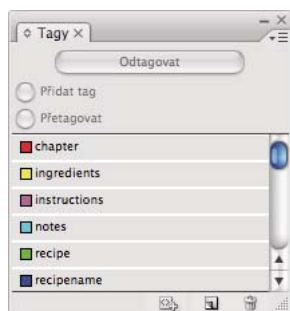 Tagy
Odtagovat
Přidat tag
Přetagovat
chapter
ingredients
instructions
notes
recipe
recipename